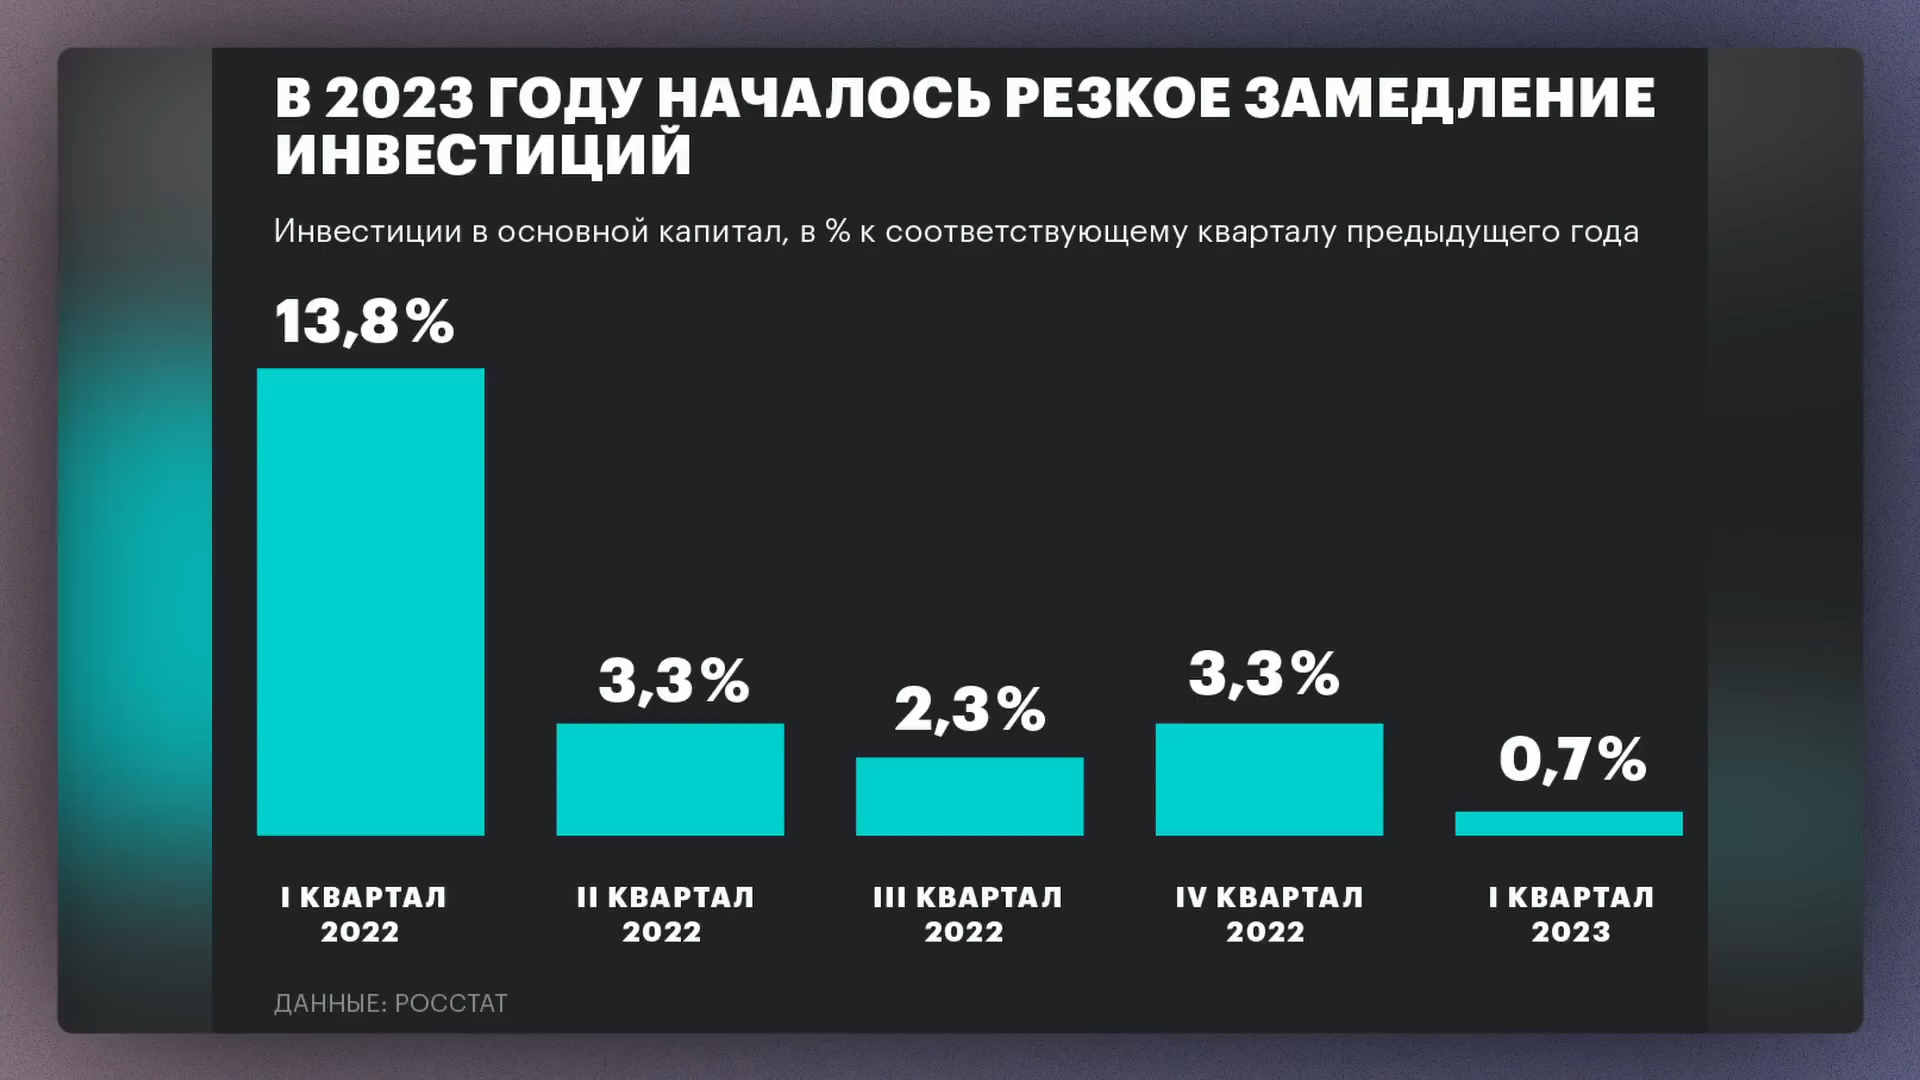 В 2023 ГОДУ НАЧАЛОСЬ РЕЗКОЕ ЗАМЕДЛЕНИЕ
ИНВЕСТИЦИЙ
Инвестиции в основной капитал, в % к соответствующему кварталу предыдущего года
13,8%
3,3%
2,3%
3,3%
0,7%
I КВАРТАЛ
2022
II КВАРТАЛ
2022
III КВАРТАЛ
2022
IV КВАРТАЛ
2022
I КВАРТАЛ
2023
ДАННЫЕ: РОССТАТ